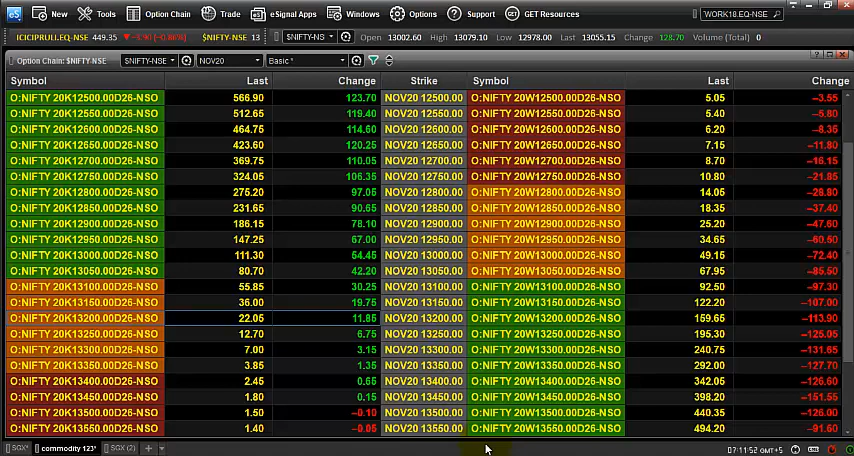 eS New Tools Option Chain Trade eSignal Apps Windows Options Support GET GET Resources WORK18.EQ-NSE
ICICIPRULI.EQ-NSE 449.35 $NIFTY-NSE 13 $NIFTY-NS Open 13002.60 High 13079.10 Low 12978.00 Last 13055.15 Change 128.70 Volume (Total) 0
Option Chain: $NIFTY-NSE $NIFTY-NSE NOV20 Basic *
Symbol Last Change Strike Symbol Last Change
O:NIFTY 20K12500.00D26-NSO 566.90 123.70 NOV20 12500.00 O:NIFTY 20W12500.00D26-NSO 5.05 –3.55
O:NIFTY 20K12550.00D26-NSO 512.65 119.40 NOV20 12550.00 O:NIFTY 20W12550.00D26-NSO 5.40 –5.80
O:NIFTY 20K12600.00D26-NSO 464.75 114.60 NOV20 12600.00 O:NIFTY 20W12600.00D26-NSO 6.20 –8.35
O:NIFTY 20K12650.00D26-NSO 423.60 120.25 NOV20 12650.00 O:NIFTY 20W12650.00D26-NSO 7.15 –11.80
O:NIFTY 20K12700.00D26-NSO 369.75 110.05 NOV20 12700.00 O:NIFTY 20W12700.00D26-NSO 8.70 –16.15
O:NIFTY 20K12750.00D26-NSO 324.05 106.35 NOV20 12750.00 O:NIFTY 20W12750.00D26-NSO 10.80 –21.85
O:NIFTY 20K12800.00D26-NSO 275.20 97.05 NOV20 12800.00 O:NIFTY 20W12800.00D26-NSO 14.05 –28.80
O:NIFTY 20K12850.00D26-NSO 231.65 90.65 NOV20 12850.00 O:NIFTY 20W12850.00D26-NSO 18.35 –37.40
O:NIFTY 20K12900.00D26-NSO 186.15 78.10 NOV20 12900.00 O:NIFTY 20W12900.00D26-NSO 25.20 –47.60
O:NIFTY 20K12950.00D26-NSO 147.25 67.00 NOV20 12950.00 O:NIFTY 20W12950.00D26-NSO 34.65 –60.50
O:NIFTY 20K13000.00D26-NSO 111.30 54.45 NOV20 13000.00 O:NIFTY 20W13000.00D26-NSO 49.15 –72.40
O:NIFTY 20K13050.00D26-NSO 80.70 42.20 NOV20 13050.00 O:NIFTY 20W13050.00D26-NSO 67.95 –85.50
O:NIFTY 20K13100.00D26-NSO 55.85 30.25 NOV20 13100.00 O:NIFTY 20W13100.00D26-NSO 92.50 –97.30
O:NIFTY 20K13150.00D26-NSO 36.00 19.75 NOV20 13150.00 O:NIFTY 20W13150.00D26-NSO 122.20 –107.00
O:NIFTY 20K13200.00D26-NSO 22.05 11.85 NOV20 13200.00 O:NIFTY 20W13200.00D26-NSO 159.65 –113.90
O:NIFTY 20K13250.00D26-NSO 12.70 6.75 NOV20 13250.00 O:NIFTY 20W13250.00D26-NSO 195.30 –125.05
O:NIFTY 20K13300.00D26-NSO 7.00 3.15 NOV20 13300.00 O:NIFTY 20W13300.00D26-NSO 240.75 –131.65
O:NIFTY 20K13350.00D26-NSO 3.85 1.35 NOV20 13350.00 O:NIFTY 20W13350.00D26-NSO 292.00 –127.70
O:NIFTY 20K13400.00D26-NSO 2.45 0.65 NOV20 13400.00 O:NIFTY 20W13400.00D26-NSO 342.05 –126.60
O:NIFTY 20K13450.00D26-NSO 1.80 0.15 NOV20 13450.00 O:NIFTY 20W13450.00D26-NSO 398.20 –151.55
O:NIFTY 20K13500.00D26-NSO 1.50 –0.10 NOV20 13500.00 O:NIFTY 20W13500.00D26-NSO 440.35 –126.00
O:NIFTY 20K13550.00D26-NSO 1.40 –0.05 NOV20 13550.00 O:NIFTY 20W13550.00D26-NSO 494.20 –91.60
SGX* commodity 123* SGX (2) 07:11:52 GMT+5